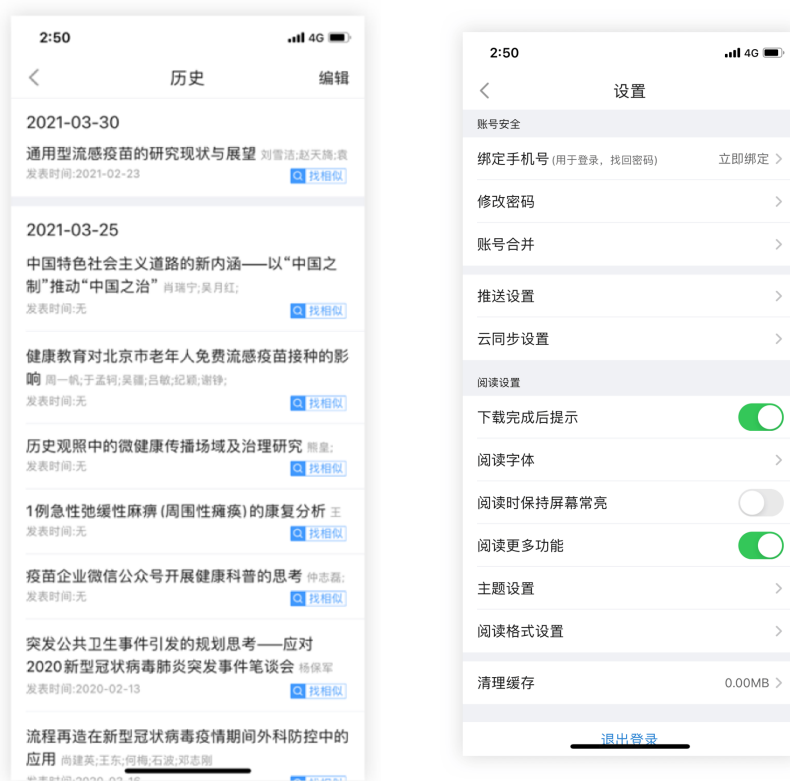 2:50
4G
历史
编辑
2021-03-30
通用型流感疫苗的研究现状与展望 刘雪洁;赵天腾;袁
发表时间:2021-02-23
找相似
2021-03-25
中国特色社会主义道路的新内涵——以“中国之
制”推动“中国之治” 肖瑞宁;吴月红;
发表时间:无
找相似
健康教育对北京市老年人免费流感疫苗接种的影
响 周一帆;于孟轲;吴疆;吕敏;纪颖;谢铮;
发表时间:无
找相似
历史观照中的微健康传播场域及治理研究 熊皇;
发表时间:无
找相似
1例急性弛缓性麻痹(周围性瘫痪)的康复分析 王
发表时间:无
找相似
疫苗企业微信公众号开展健康科普的思考 仲志磊;
发表时间:无
找相似
突发公共卫生事件引发的规划思考——应对
2020新型冠状病毒肺炎突发事件笔谈会 杨保军
发表时间:2020-02-13
找相似
流程再造在新型冠状病毒疫情期间外科防控中的
应用 尚建英;王东;何梅;石波;邓志刚
发表时间:2020-03-16
找相似
2:50
4G
设置
账号安全
绑定手机号(用于登录，找回密码)
立即绑定
修改密码
账号合并
推送设置
云同步设置
阅读设置
下载完成后提示
阅读字体
阅读时保持屏幕常亮
阅读更多功能
主题设置
阅读格式设置
清理缓存
0.00MB
退出登录